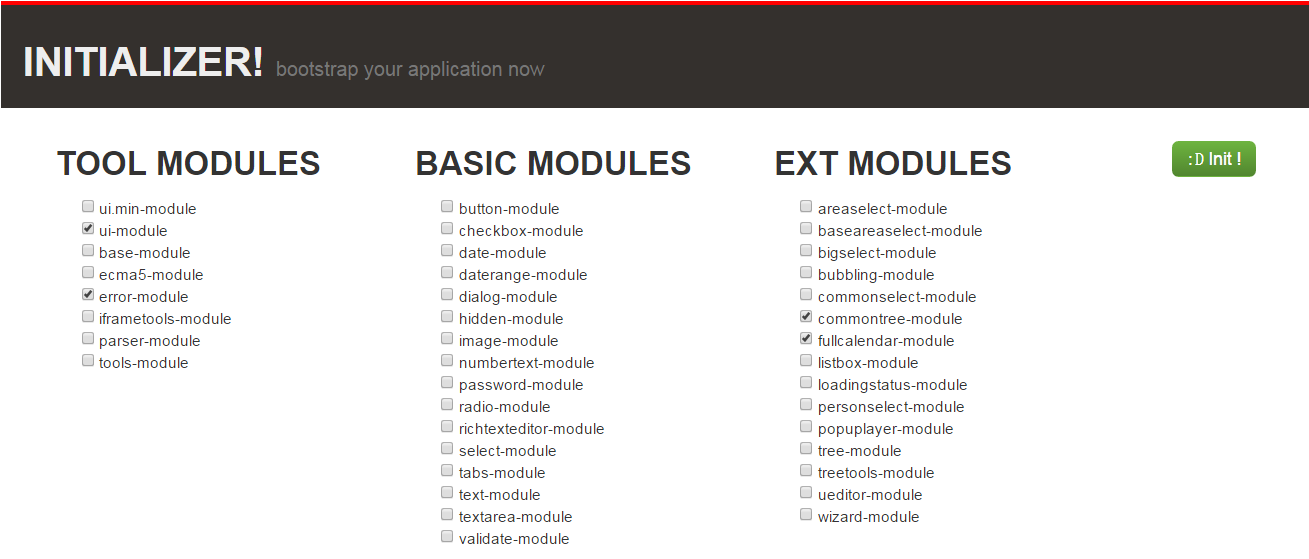 INITIALIZER! bootstrap your application now
TOOL MODULES
ui.min-module
ui-module
base-module
ecma5-module
error-module
iframetools-module
parser-module
tools-module
BASIC MODULES
button-module
checkbox-module
date-module
daterange-module
dialog-module
hidden-module
image-module
numbertext-module
password-module
radio-module
richtexteditor-module
select-module
tabs-module
text-module
textarea-module
validate-module
EXT MODULES
areaselect-module
baseareaselect-module
bigselect-module
bubbling-module
commonselect-module
commontree-module
fullcalendar-module
listbox-module
loadingstatus-module
personselect-module
popuplayer-module
tree-module
treetools-module
ueditor-module
wizard-module
:D Init !